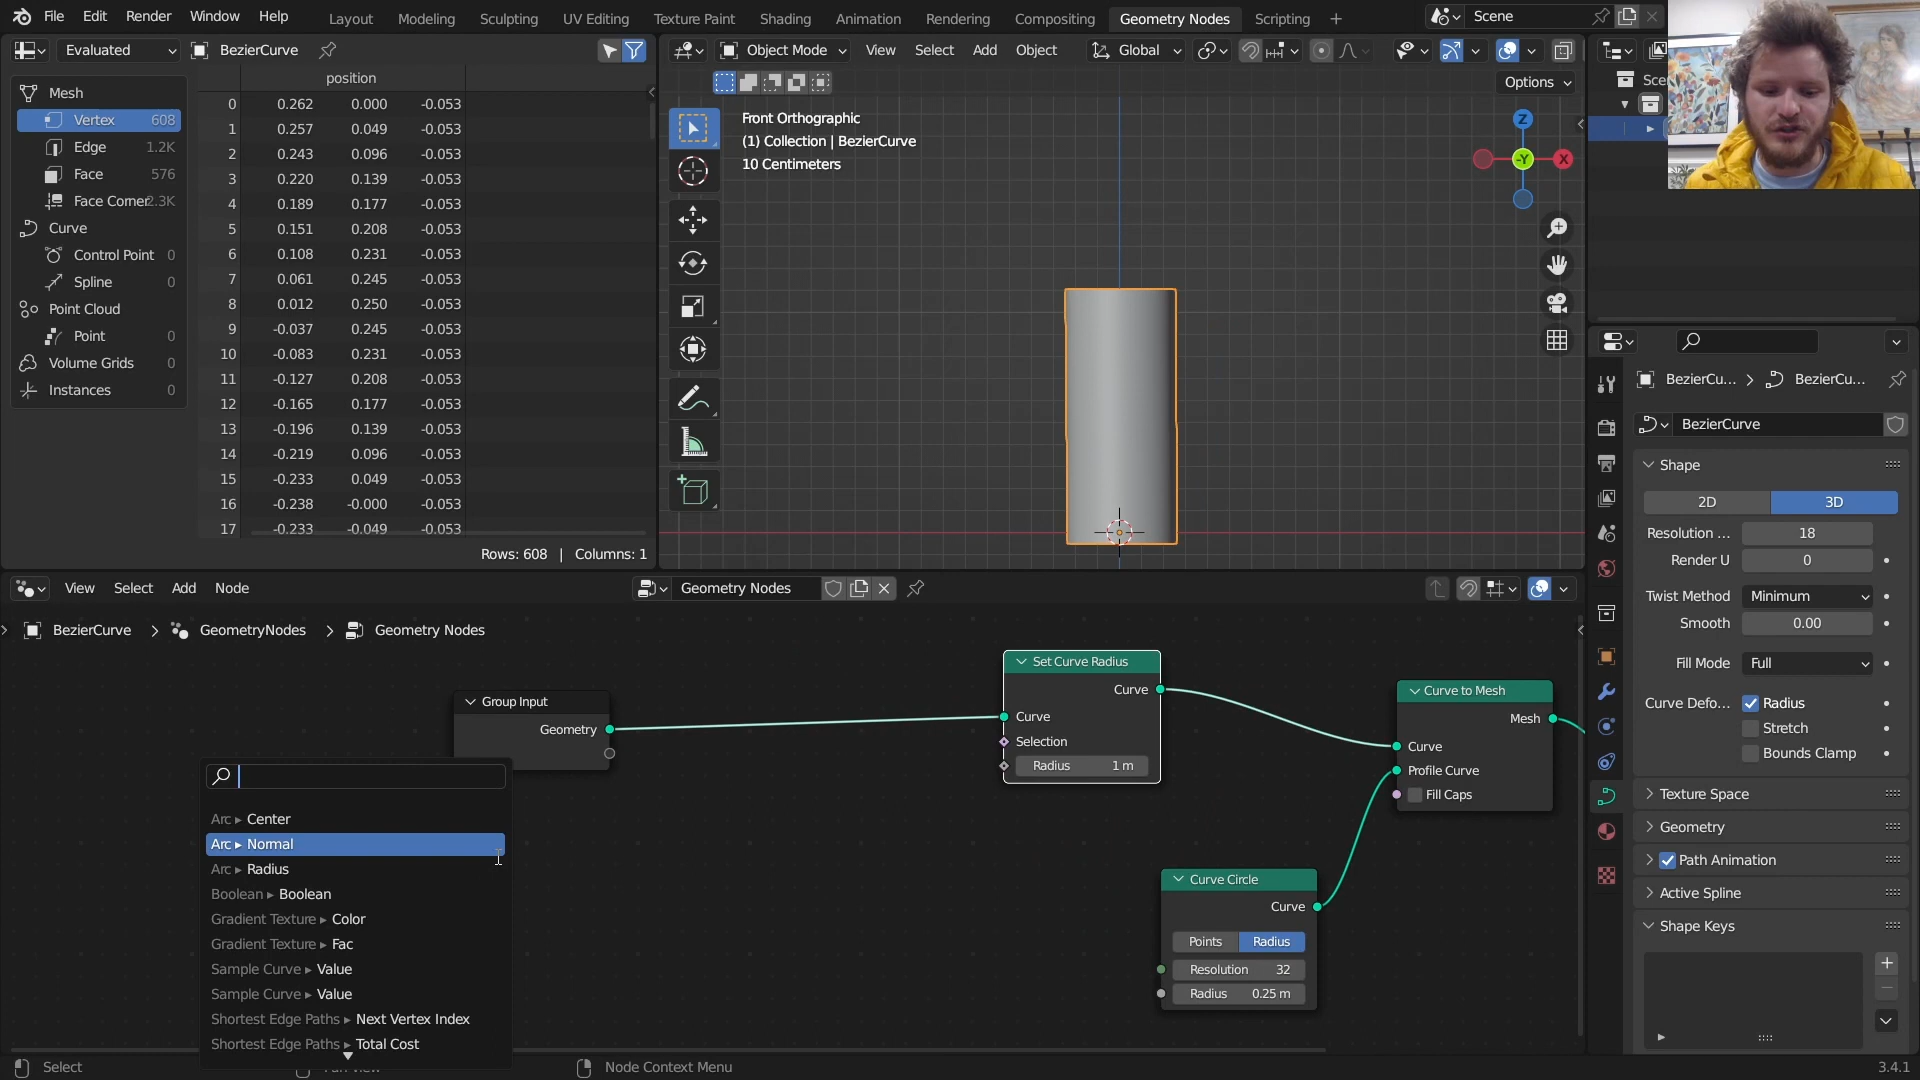 File Edit Render Window Help Layout Modeling Sculpting UV Editing Texture Paint Shading Animation Rendering Compositing Geometry Nodes Scripting + Scene
Evaluated BezierCurve Object Mode View Select Add Object Global
Options
position
Mesh
Vertex 608
Edge 1.2K
Face 576
Face Corner 2.3K
Curve
Control Point 0
Spline 0
Point Cloud
Point 0
Volume Grids 0
Instances 0
0 0.262 0.000 -0.053
1 0.257 0.049 -0.053
2 0.243 0.096 -0.053
3 0.220 0.139 -0.053
4 0.189 0.177 -0.053
5 0.151 0.208 -0.053
6 0.108 0.231 -0.053
7 0.061 0.245 -0.053
8 0.012 0.250 -0.053
9 -0.037 0.245 -0.053
10 -0.083 0.231 -0.053
11 -0.127 0.208 -0.053
12 -0.165 0.177 -0.053
13 -0.196 0.139 -0.053
14 -0.219 0.096 -0.053
15 -0.233 0.049 -0.053
16 -0.238 -0.000 -0.053
17 -0.233 -0.049 -0.053
Rows: 608 | Columns: 1
Front Orthographic
(1) Collection | BezierCurve
10 Centimeters
Z
-Y
X
BezierCu... > BezierCu...
BezierCurve
Shape
2D 3D
Resolution ... 18
Render U 0
Twist Method Minimum
Smooth 0.00
Fill Mode Full
Curve Defo... Radius
Stretch
Bounds Clamp
Texture Space
Geometry
Path Animation
Active Spline
Shape Keys
View Select Add Node Geometry Nodes
BezierCurve > GeometryNodes > Geometry Nodes
Group Input
Geometry
Set Curve Radius
Curve
Curve
Selection
Radius 1 m
Curve to Mesh
Mesh
Curve
Profile Curve
Fill Caps
Curve Circle
Curve
Points Radius
Resolution 32
Radius 0.25 m
Arc ▸ Center
Arc ▸ Normal
Arc ▸ Radius
Boolean ▸ Boolean
Gradient Texture ▸ Color
Gradient Texture ▸ Fac
Sample Curve ▸ Value
Sample Curve ▸ Value
Shortest Edge Paths ▸ Next Vertex Index
Shortest Edge Paths ▸ Total Cost
Select Node Context Menu 3.4.1